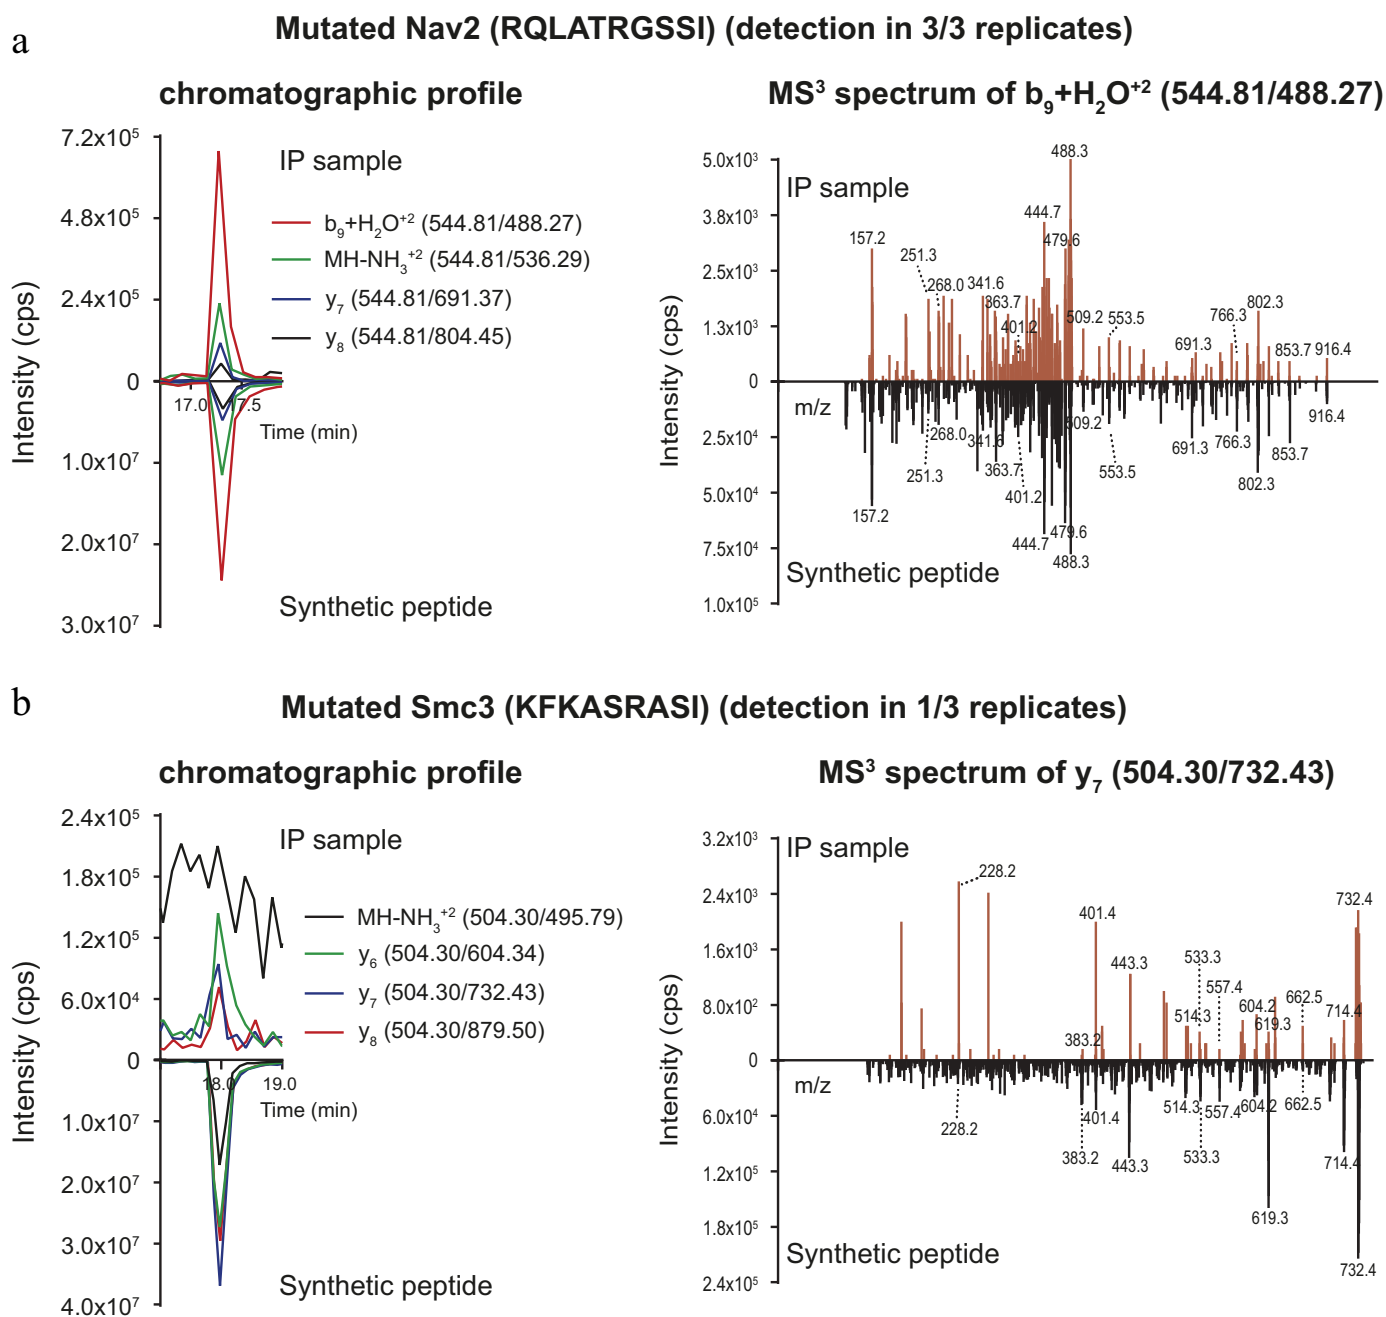 a
Mutated Nav2 (RQLATRGSSI) (detection in 3/3 replicates)
chromatographic profile
7.2x10⁵
4.8x10⁵
2.4x10⁵
0
1.0x10⁷
2.0x10⁷
3.0x10⁷
Intensity (cps)
IP sample
b₉+H₂O⁺² (544.81/488.27)
MH-NH₃⁺² (544.81/536.29)
y₇ (544.81/691.37)
y₈ (544.81/804.45)
17.0 17.5
Time (min)
Synthetic peptide
MS³ spectrum of b₉+H₂O⁺² (544.81/488.27)
5.0x10³
3.8x10³
2.5x10³
1.3x10³
0
2.5x10⁴
5.0x10⁴
7.5x10⁴
1.0x10⁵
Intensity (cps)
IP sample
157.2 251.3 268.0 341.6 363.7 401.2 444.7 479.6 488.3 509.2 553.5 691.3 766.3 802.3 853.7 916.4
m/z
157.2 251.3 268.0 341.6 363.7 401.2 444.7 479.6 488.3 509.2 553.5 691.3 766.3 802.3 853.7 916.4
Synthetic peptide
b
Mutated Smc3 (KFKASRASI) (detection in 1/3 replicates)
chromatographic profile
2.4x10⁵
1.8x10⁵
1.2x10⁵
6.0x10⁴
0
1.0x10⁷
2.0x10⁷
3.0x10⁷
4.0x10⁷
Intensity (cps)
IP sample
MH-NH₃⁺² (504.30/495.79)
y₆ (504.30/604.34)
y₇ (504.30/732.43)
y₈ (504.30/879.50)
18.0 19.0
Time (min)
Synthetic peptide
MS³ spectrum of y₇ (504.30/732.43)
3.2x10³
2.4x10³
1.6x10³
8.0x10²
0
6.0x10⁴
1.2x10⁵
1.8x10⁵
2.4x10⁵
Intensity (cps)
IP sample
228.2 383.2 401.4 443.3 514.3 533.3 557.4 604.2 619.3 662.5 714.4 732.4
m/z
228.2 383.2 401.4 443.3 514.3 533.3 557.4 604.2 619.3 662.5 714.4 732.4
Synthetic peptide